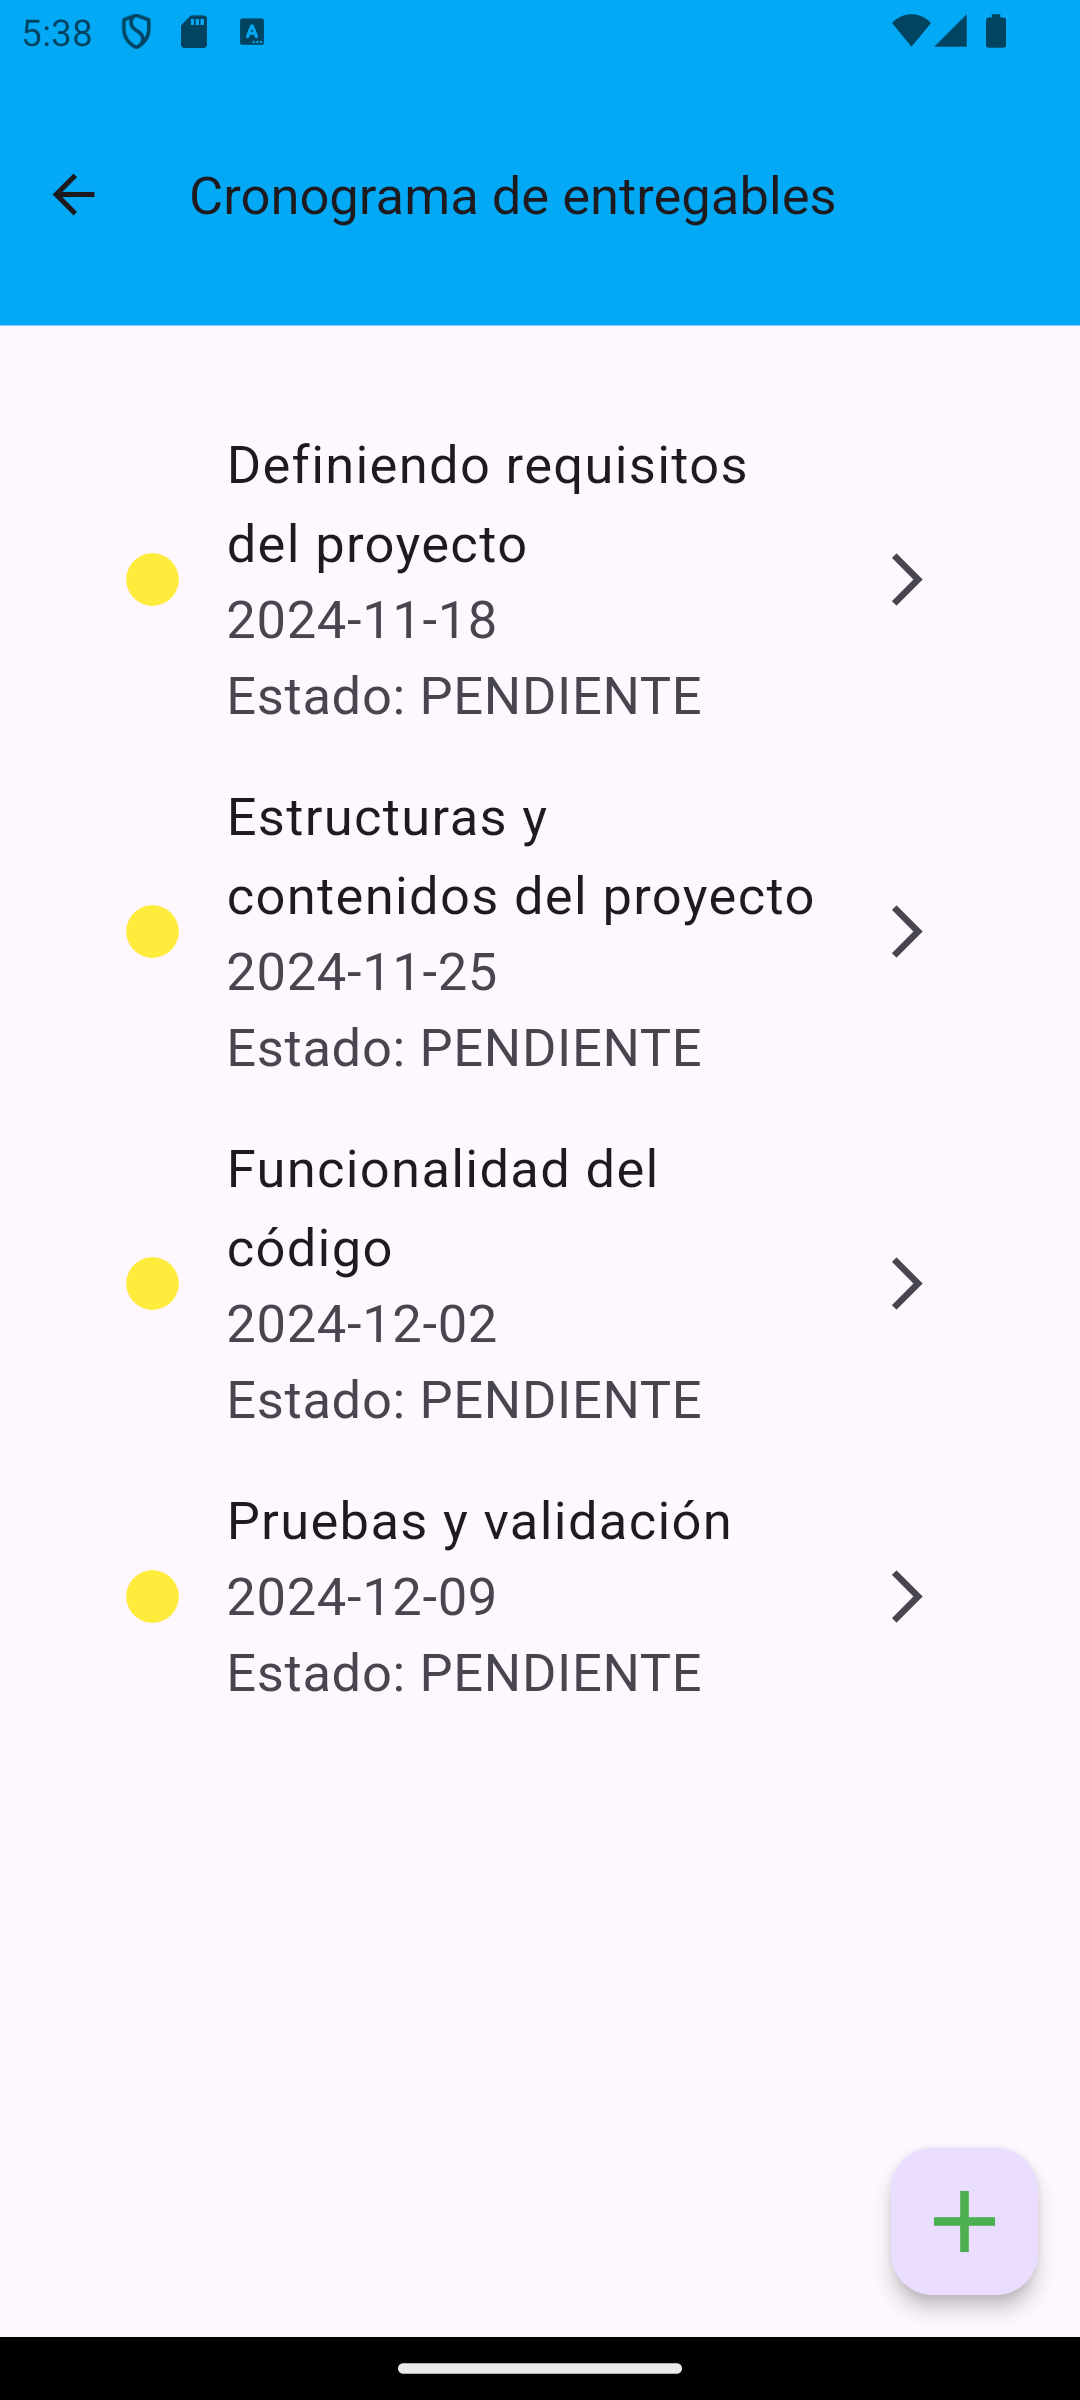 5:38
Cronograma de entregables
Definiendo requisitos
del proyecto
2024-11-18
Estado: PENDIENTE
Estructuras y
contenidos del proyecto
2024-11-25
Estado: PENDIENTE
Funcionalidad del
código
2024-12-02
Estado: PENDIENTE
Pruebas y validación
2024-12-09
Estado: PENDIENTE